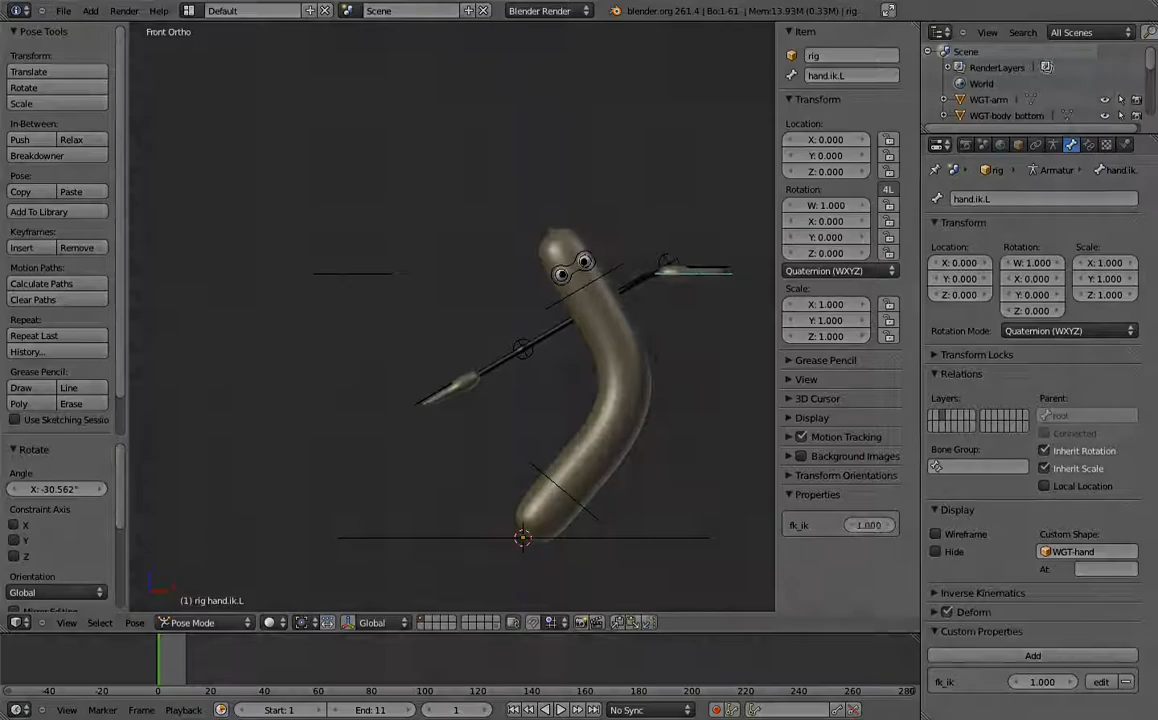 File Add Render Help Default Scene Blender Render blender.org 261.4 | Bo:1-61 | Mem:13.93M (0.33M) | rig
Pose Tools
Transform:
Translate
Rotate
Scale
In-Between:
Push Relax
Breakdowner
Pose:
Copy Paste
Add To Library
Keyframes:
Insert Remove
Motion Paths:
Calculate Paths
Clear Paths
Repeat:
Repeat Last
History...
Grease Pencil:
Draw Line
Poly Erase
Use Sketching Sessio
Rotate
Angle
X: -30.562°
Constraint Axis
X
Y
Z
Orientation
Global
Front Ortho
(1) rig hand.ik.L
View Select Pose Pose Mode Global
Item
rig
hand.ik.L
Transform
Location:
X: 0.000
Y: 0.000
Z: 0.000
Rotation: 4L
W: 1.000
X: 0.000
Y: 0.000
Z: 0.000
Quaternion (WXYZ)
Scale:
X: 1.000
Y: 1.000
Z: 1.000
Grease Pencil
View
3D Cursor
Display
Motion Tracking
Background Images
Transform Orientations
Properties
fk_ik 1.000
View Search All Scenes
Scene
RenderLayers
World
WGT-arm
WGT-body bottom
rig Armatur hand.ik.
hand.ik.L
Transform
Location: Rotation: Scale:
X: 0.000 W: 1.000 X: 1.000
Y: 0.000 X: 0.000 Y: 1.000
Z: 0.000 Y: 0.000 Z: 1.000
Z: 0.000
Rotation Mode: Quaternion (WXYZ)
Transform Locks
Relations
Layers: Parent:
root
Connected
Bone Group: Inherit Rotation
Inherit Scale
Local Location
Display
Wireframe Custom Shape:
Hide WGT-hand
At:
Inverse Kinematics
Deform
Custom Properties
Add
fk_ik 1.000 edit
-40 -20 0 20 40 60 80 100 120 140 160 180 200 220 240 260 280
View Marker Frame Playback Start: 1 End: 11 1 No Sync